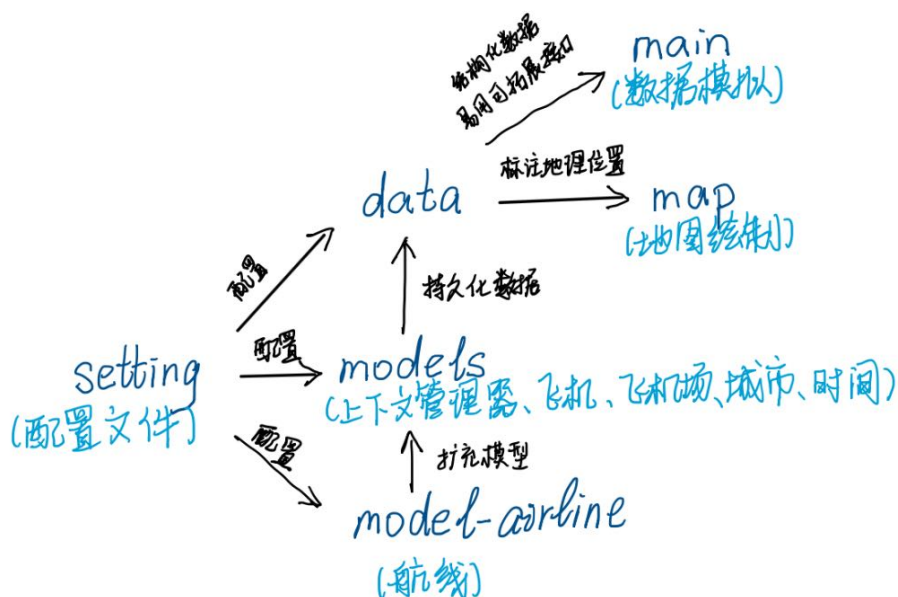 结构化数据
易用可拓展接口
main
(数据模拟)
标注地理位置
data
map
(地图绘制)
配置
持久化数据
配置
setting
models
(配置文件)
(上下文管理器、飞机、飞机场、城市、时间)
配置
扩充模型
model-airline
(航线)